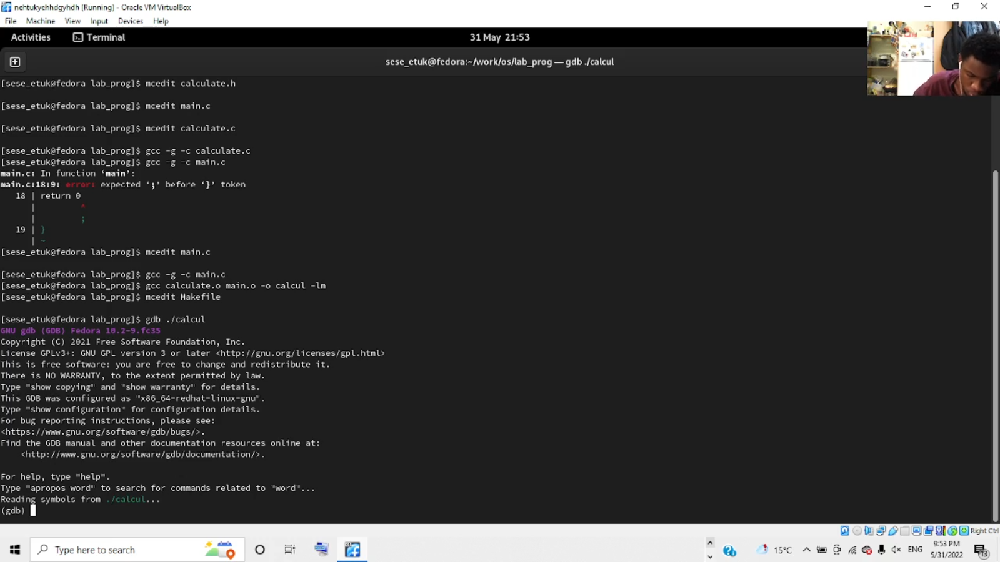 nehtukyehhdgyhdh [Running] - Oracle VM VirtualBox
File Machine View Input Devices Help
Activities Terminal 31 May 21:53
sese_etuk@fedora:~/work/os/lab_prog — gdb ./calcul
[sese_etuk@fedora lab_prog]$ mcedit calculate.h
[sese_etuk@fedora lab_prog]$ mcedit main.c
[sese_etuk@fedora lab_prog]$ mcedit calculate.c
[sese_etuk@fedora lab_prog]$ gcc -g -c calculate.c
[sese_etuk@fedora lab_prog]$ gcc -g -c main.c
main.c: In function ‘main’:
main.c:18:9: error: expected ‘;’ before ‘}’ token
18 | return 0
| ^
| ;
19 | }
| ~
[sese_etuk@fedora lab_prog]$ mcedit main.c
[sese_etuk@fedora lab_prog]$ gcc -g -c main.c
[sese_etuk@fedora lab_prog]$ gcc calculate.o main.o -o calcul -lm
[sese_etuk@fedora lab_prog]$ mcedit Makefile
[sese_etuk@fedora lab_prog]$ gdb ./calcul
GNU gdb (GDB) Fedora 10.2-9.fc35
Copyright (C) 2021 Free Software Foundation, Inc.
License GPLv3+: GNU GPL version 3 or later <http://gnu.org/licenses/gpl.html>
This is free software: you are free to change and redistribute it.
There is NO WARRANTY, to the extent permitted by law.
Type "show copying" and "show warranty" for details.
This GDB was configured as "x86_64-redhat-linux-gnu".
Type "show configuration" for configuration details.
For bug reporting instructions, please see:
<https://www.gnu.org/software/gdb/bugs/>.
Find the GDB manual and other documentation resources online at:
<http://www.gnu.org/software/gdb/documentation/>.
For help, type "help".
Type "apropos word" to search for commands related to "word"...
Reading symbols from ./calcul...
(gdb)
Right Ctrl
Type here to search
15°C ENG
9:53 PM
5/31/2022
13